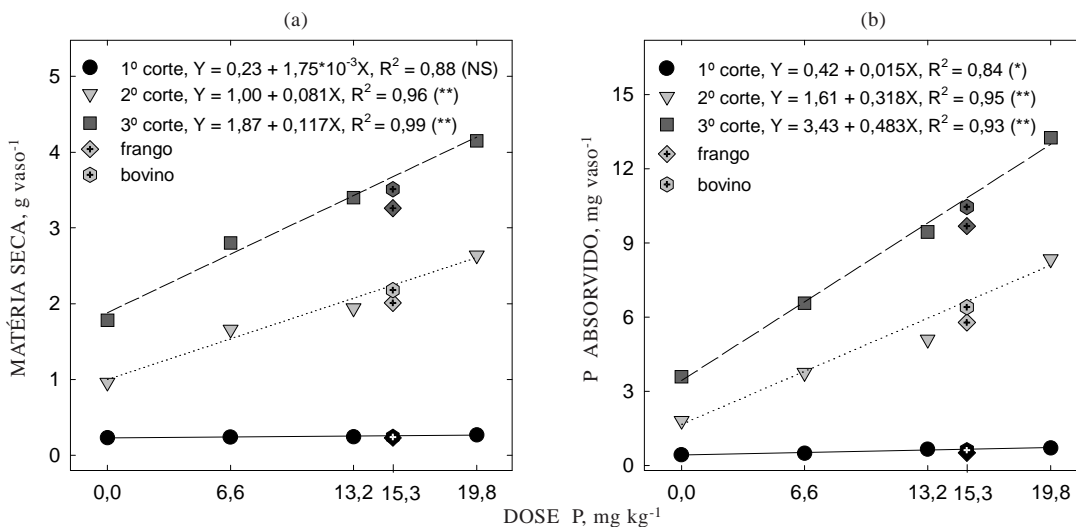 (a)
MATÉRIA SECA, g vaso⁻¹
1º corte, Y = 0,23 + 1,75*10⁻³X, R² = 0,88 (NS)
2º corte, Y = 1,00 + 0,081X, R² = 0,96 (**)
3º corte, Y = 1,87 + 0,117X, R² = 0,99 (**)
frango
bovino
5
4
3
2
1
0
0,0 6,6 13,2 15,3 19,8
(b)
P ABSORVIDO, mg vaso⁻¹
1º corte, Y = 0,42 + 0,015X, R² = 0,84 (*)
2º corte, Y = 1,61 + 0,318X, R² = 0,95 (**)
3º corte, Y = 3,43 + 0,483X, R² = 0,93 (**)
frango
bovino
15
12
9
6
3
0
0,0 6,6 13,2 15,3 19,8
DOSE P, mg kg⁻¹